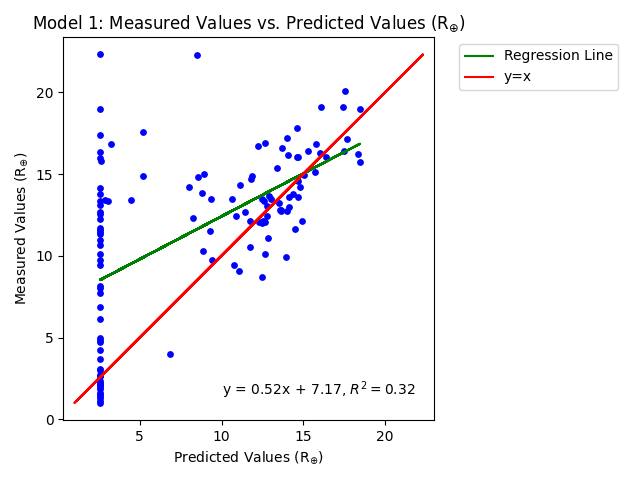 Model 1: Measured Values vs. Predicted Values (R⊕)
Regression Line
y=x
20
15
10
5
0
Measured Values (R⊕)
y = 0.52x + 7.17, R² = 0.32
5 10 15 20
Predicted Values (R⊕)